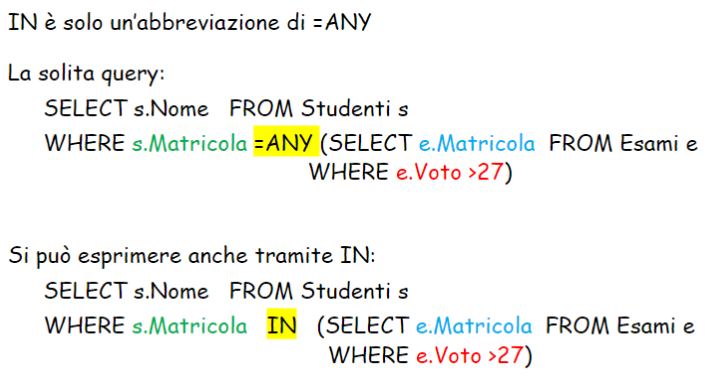 IN è solo un'abbreviazione di =ANY
La solita query:
SELECT s.Nome FROM Studenti s
WHERE s.Matricola =ANY (SELECT e.Matricola FROM Esami e
WHERE e.Voto >27)
Si può esprimere anche tramite IN:
SELECT s.Nome FROM Studenti s
WHERE s.Matricola IN (SELECT e.Matricola FROM Esami e
WHERE e.Voto >27)